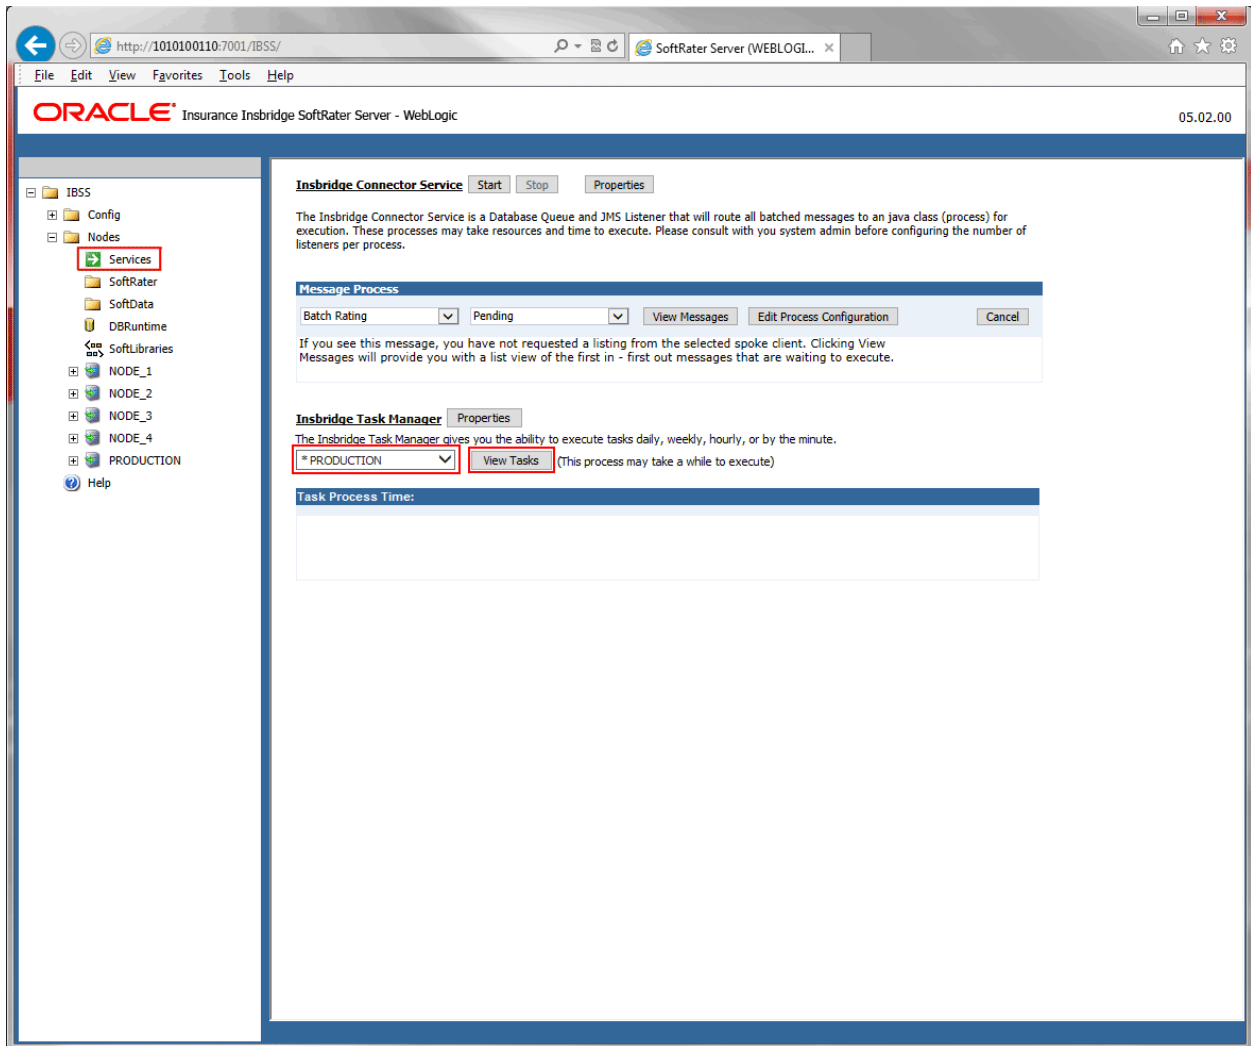 http://1010100110:7001/IBSS/
SoftRater Server (WEBLOGI...
File Edit View Favorites Tools Help
ORACLE Insurance Insbridge SoftRater Server - WebLogic
05.02.00
IBSS
Config
Nodes
Services
SoftRater
SoftData
DBRuntime
SoftLibraries
NODE_1
NODE_2
NODE_3
NODE_4
PRODUCTION
Help
Insbridge Connector Service Start Stop Properties
The Insbridge Connector Service is a Database Queue and JMS Listener that will route all batched messages to an java class (process) for
execution. These processes may take resources and time to execute. Please consult with you system admin before configuring the number of
listeners per process.
Message Process
Batch Rating Pending View Messages Edit Process Configuration Cancel
If you see this message, you have not requested a listing from the selected spoke client. Clicking View
Messages will provide you with a list view of the first in - first out messages that are waiting to execute.
Insbridge Task Manager Properties
The Insbridge Task Manager gives you the ability to execute tasks daily, weekly, hourly, or by the minute.
* PRODUCTION View Tasks (This process may take a while to execute)
Task Process Time: